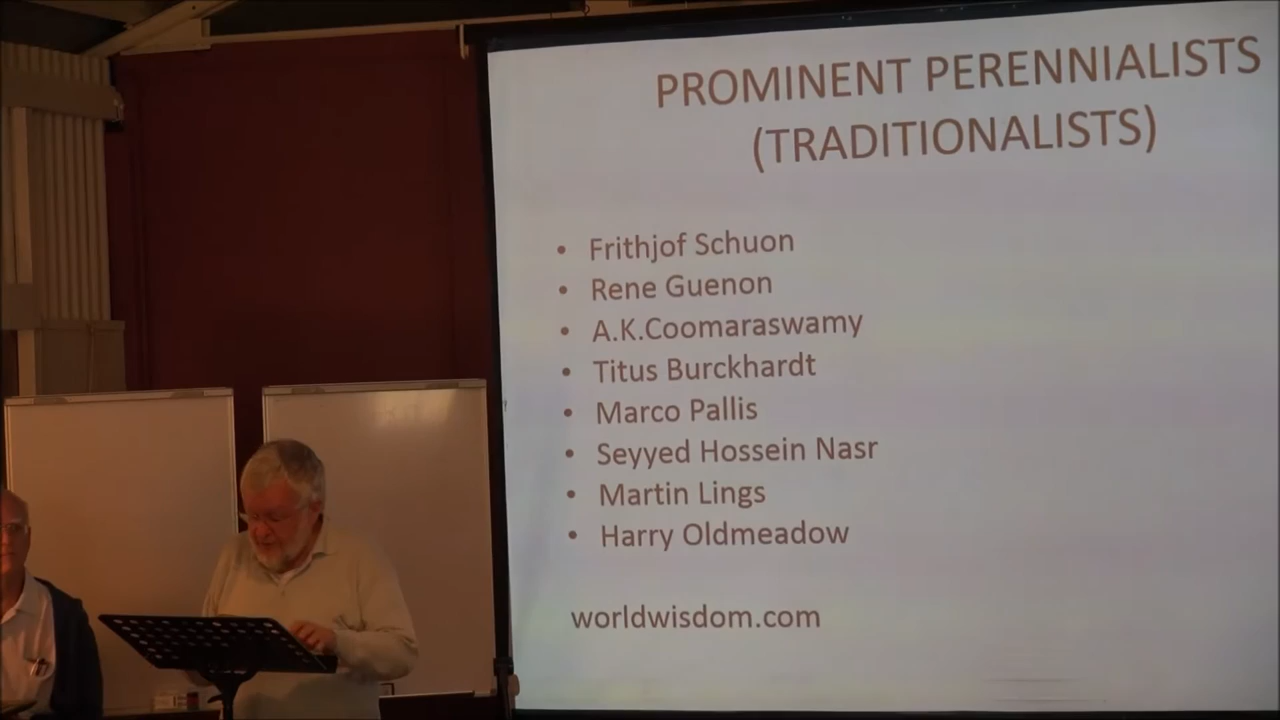 PROMINENT PERENNIALISTS
(TRADITIONALISTS)
• Frithjof Schuon
• Rene Guenon
• A.K.Coomaraswamy
• Titus Burckhardt
• Marco Pallis
• Seyyed Hossein Nasr
• Martin Lings
• Harry Oldmeadow
worldwisdom.com